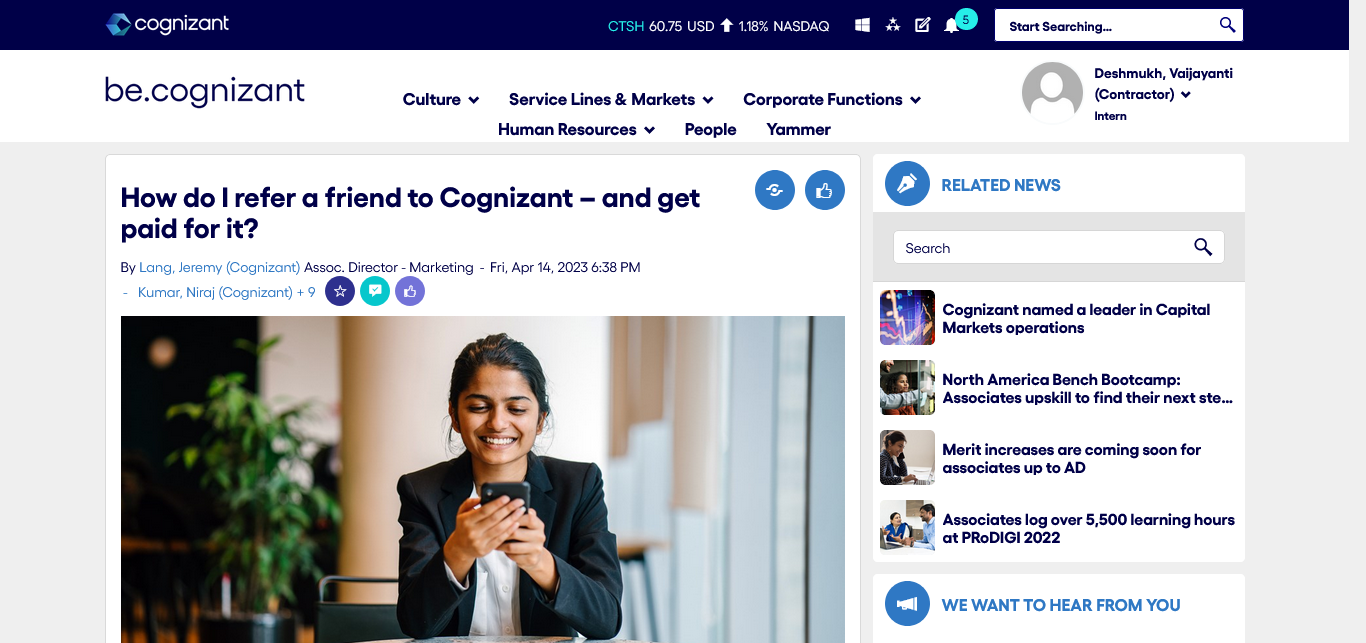 cognizant
CTSH 60.75 USD 1.18% NASDAQ
5
Start Searching...
be.cognizant
Culture
Service Lines & Markets
Corporate Functions
Human Resources
People
Yammer
Deshmukh, Vaijayanti
(Contractor)
Intern
How do I refer a friend to Cognizant – and get
paid for it?
By Lang, Jeremy (Cognizant) Assoc. Director - Marketing - Fri, Apr 14, 2023 6:38 PM
- Kumar, Niraj (Cognizant) + 9
RELATED NEWS
Search
Cognizant named a leader in Capital
Markets operations
North America Bench Bootcamp:
Associates upskill to find their next ste...
Merit increases are coming soon for
associates up to AD
Associates log over 5,500 learning hours
at PRoDIGI 2022
WE WANT TO HEAR FROM YOU